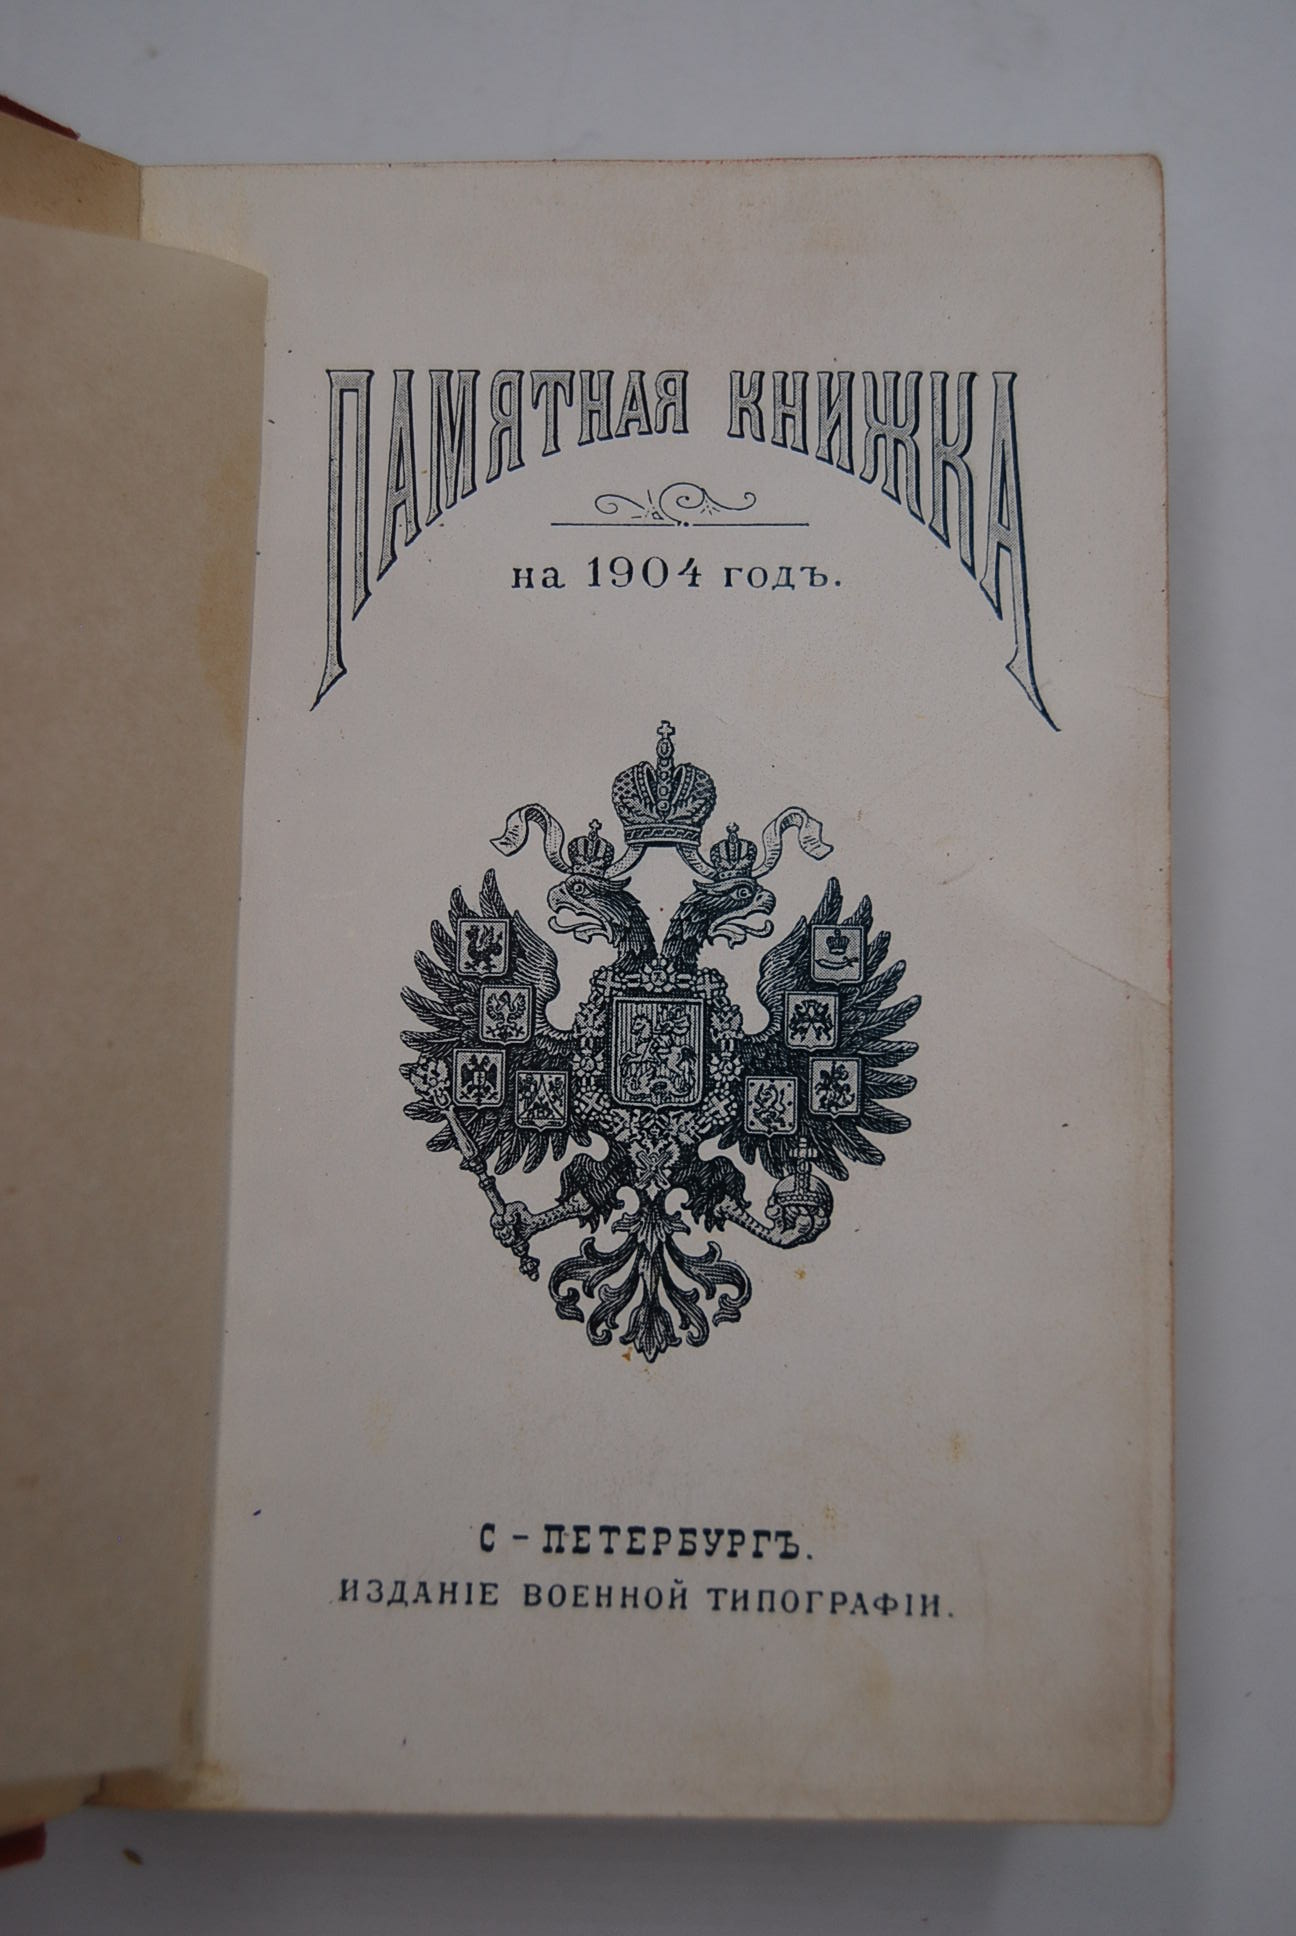 ПАМЯТНАЯ КНИЖКА
на 1904 годъ.
С - ПЕТЕРБУРГЪ.
ИЗДАНІЕ ВОЕННОЙ ТИПОГРАФІИ.